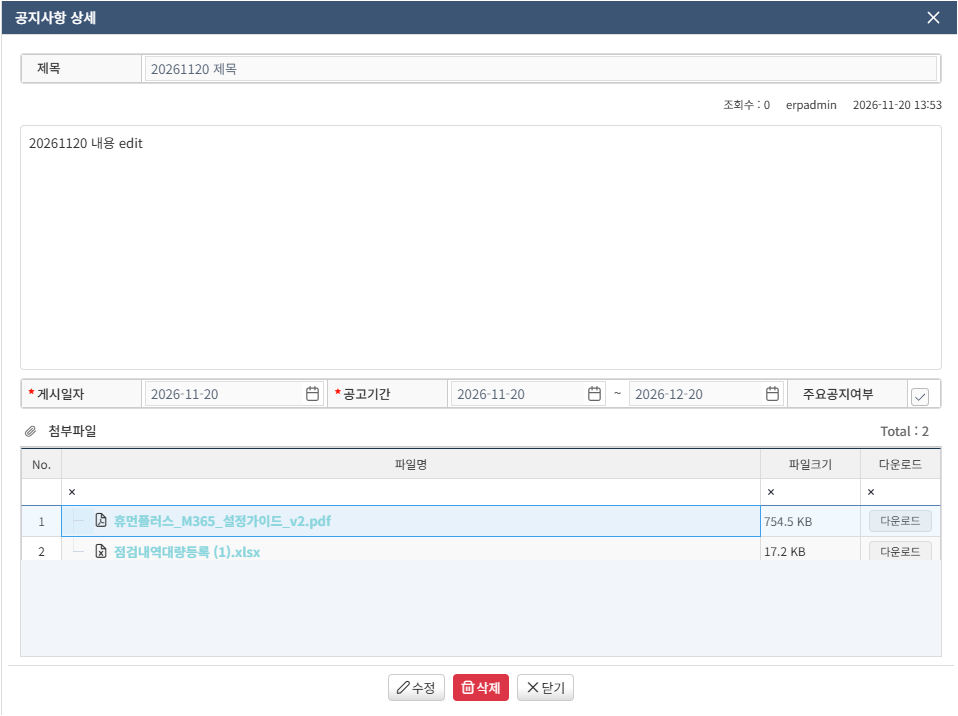 공지사항 상세
제목 20261120 제목
조회수 : 0 erpadmin 2026-11-20 13:53
20261120 내용 edit
*게시일자 2026-11-20 *공고기간 2026-11-20 ~ 2026-12-20 주요공지여부
첨부파일 Total : 2
No. 파일명 파일크기 다운로드
1 휴먼플러스_M365_설정가이드_v2.pdf 754.5 KB 다운로드
2 점검내역대량등록 (1).xlsx 17.2 KB 다운로드
수정 삭제 닫기